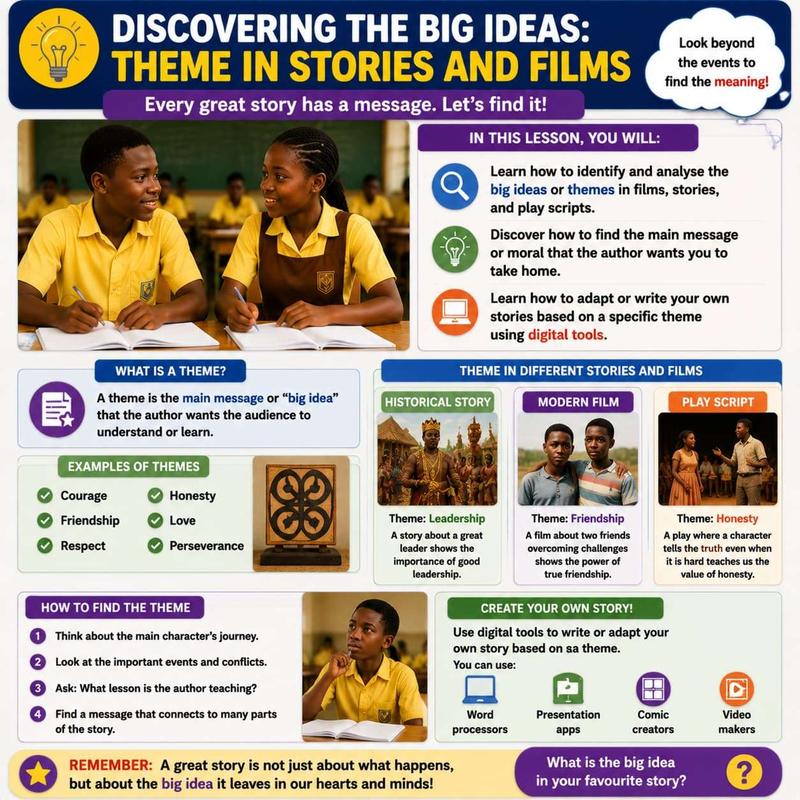 DISCOVERING THE BIG IDEAS:
THEME IN STORIES AND FILMS
Every great story has a message. Let's find it!
Look beyond
the events to
find the meaning!
IN THIS LESSON, YOU WILL:
Learn how to identify and analyse the
big ideas or themes in films, stories,
and play scripts.
Discover how to find the main message
or moral that the author wants you to
take home.
Learn how to adapt or write your own
stories based on a specific theme
using digital tools.
WHAT IS A THEME?
A theme is the main message or “big idea”
that the author wants the audience to
understand or learn.
EXAMPLES OF THEMES
Courage
Honesty
Friendship
Love
Respect
Perseverance
THEME IN DIFFERENT STORIES AND FILMS
HISTORICAL STORY
Theme: Leadership
A story about a great
leader shows the
importance of good
leadership.
MODERN FILM
Theme: Friendship
A film about two friends
overcoming challenges
shows the power of
true friendship.
PLAY SCRIPT
Theme: Honesty
A play where a character
tells the truth even when
it is hard teaches us the
value of honesty.
HOW TO FIND THE THEME
1 Think about the main character's journey.
2 Look at the important events and conflicts.
3 Ask: What lesson is the author teaching?
4 Find a message that connects to many parts
of the story.
CREATE YOUR OWN STORY!
Use digital tools to write or adapt your
own story based on sa theme.
You can use:
Word
processors
Presentation
apps
Comic
creators
Video
makers
REMEMBER: A great story is not just about what happens,
but about the big idea it leaves in our hearts and minds!
What is the big idea
in your favourite story?
?